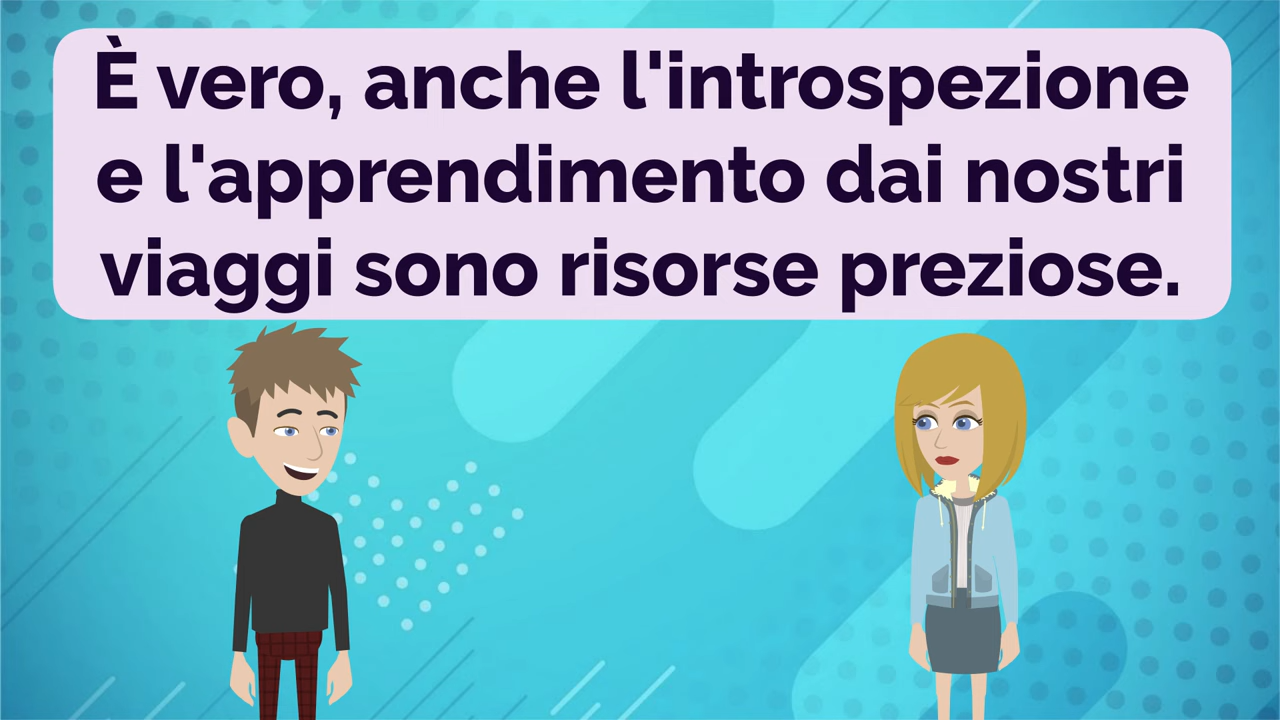 È vero, anche l'introspezione
e l'apprendimento dai nostri
viaggi sono risorse preziose.